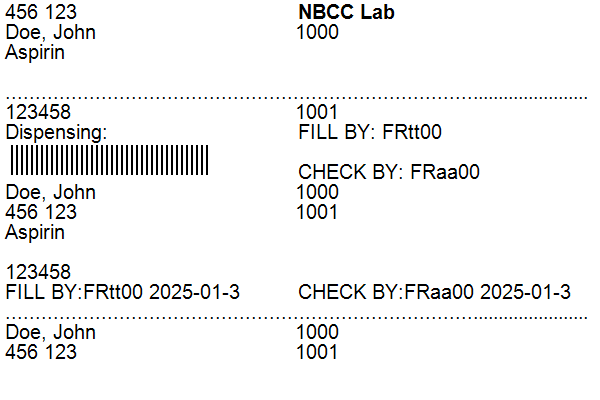 456 123 NBCC Lab
Doe, John 1000
Aspirin
123458 1001
Dispensing: FILL BY: FRtt00
CHECK BY: FRaa00
Doe, John 1000
456 123 1001
Aspirin
123458
FILL BY:FRtt00 2025-01-3 CHECK BY:FRaa00 2025-01-3
Doe, John 1000
456 123 1001